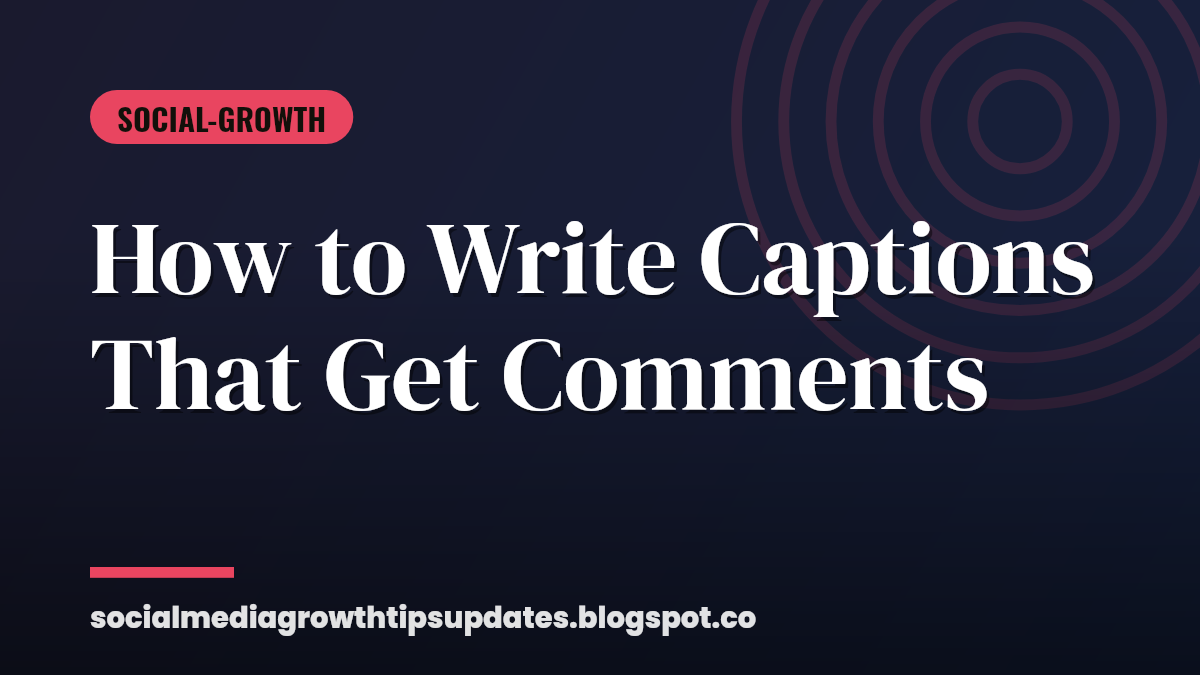 SOCIAL-GROWTH
How to Write Captions
That Get Comments
socialmediagrowthtipsupdates.blogspot.co